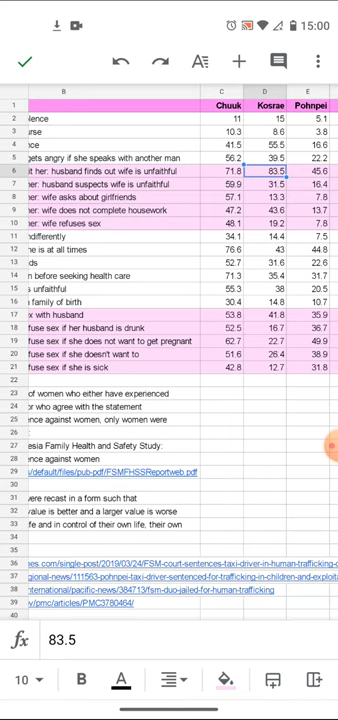 15:00
A
B C D E
1 Chuuk Kosrae Pohnpei
2 lence 11 15 5.1
3 urse 10.3 8.6 3.8
4 nce 41.5 55.5 16.6
5 gets angry if she speaks with another man 56.2 39.5 22.2
6 it her: husband finds out wife is unfaithful 71.8 83.5 45.6
7 her: husband suspects wife is unfaithful 59.9 31.5 16.4
8 her: wife asks about girlfriends 57.1 13.3 7.8
9 her: wife does not complete housework 47.2 43.6 13.7
10 her: wife refuses sex 48.1 19.2 7.8
11 indifferently 34.1 14.4 7.5
12 he is at all times 76.6 43 44.8
13 ds 52.7 31.6 22.6
14 n before seeking health care 71.3 35.4 31.7
15 s unfaithful 55.3 38 20.5
16 n family of birth 30.4 14.8 10.7
17 ex with husband 53.8 41.8 35.9
18 fuse sex if her husband is drunk 52.5 16.7 36.7
19 fuse sex if she does not want to get pregnant 62.7 22.7 49.9
20 fuse sex if she doesn't want to 51.6 26.4 38.9
21 fuse sex if she is sick 42.8 12.7 31.8
22
23 of women who either have experienced
24 or who agree with the statement
25 ence against women, only women were
26
27 esia Family Health and Safety Study:
28 ence against women
29 s/default/files/pub-pdf/FSMFHSSReportweb.pdf
30
31 were recast in a form such that
32 value is better and a larger value is worse
33 ife and in control of their own life, their own
34
35
36 nes.com/single-post/2019/03/24/FSM-court-sentences-taxi-driver-in-human-trafficking-c
37 egional-news/111563-pohnpei-taxi-driver-sentenced-for-trafficking-in-children-and-exploita
38 nternational/pacific-news/384713/fsm-duo-jailed-for-human-trafficking
39 v/pmc/articles/PMC3780464/
40
fx 83.5
10 B A